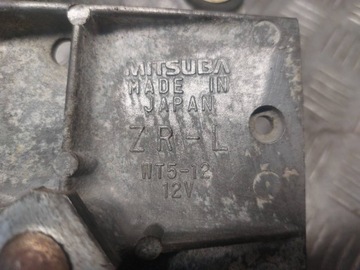 MITSUBA
MADE IN
JAPAN
ZR-L
WT5-12
12V